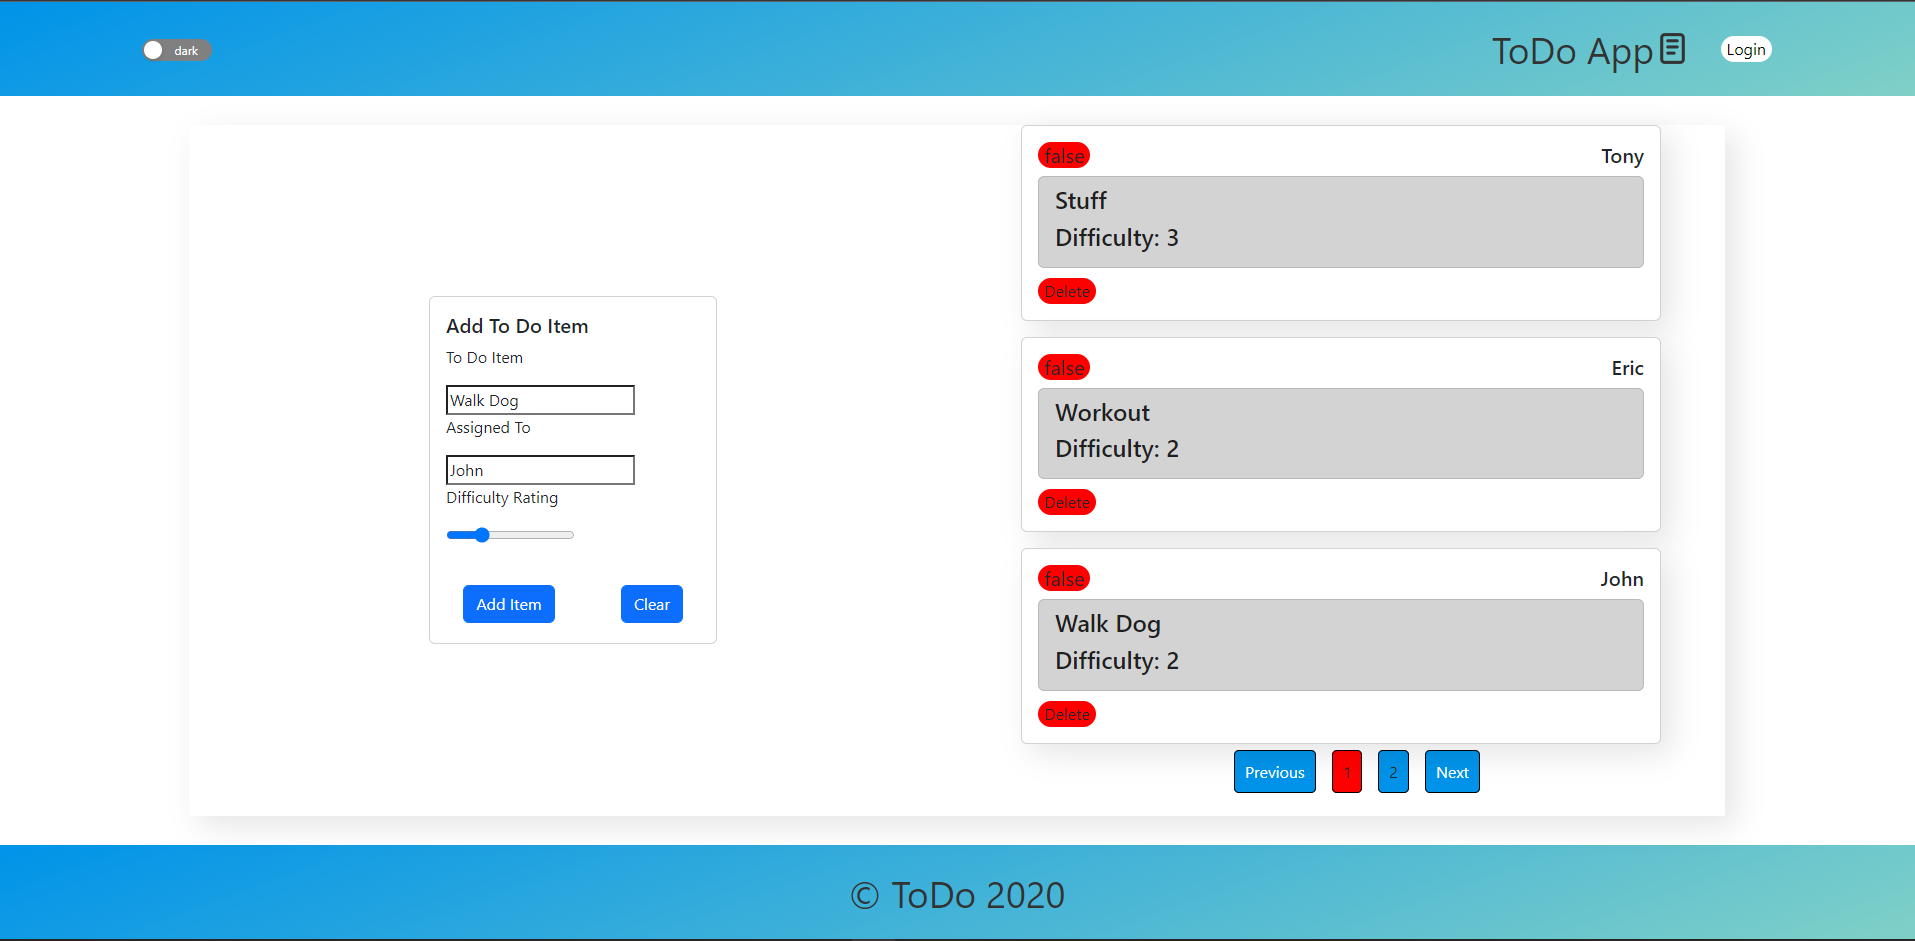 dark
ToDo App
Login
Add To Do Item
To Do Item
Walk Dog
Assigned To
John
Difficulty Rating
Add Item Clear
false Tony
Stuff
Difficulty: 3
Delete
false Eric
Workout
Difficulty: 2
Delete
false John
Walk Dog
Difficulty: 2
Delete
Previous 1 2 Next
© ToDo 2020